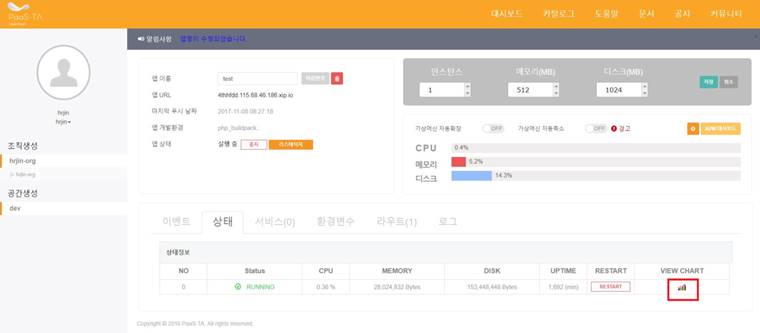 PaaS-TA
대시보드 카탈로그 도움말 문서 공지 커뮤니티
알림사항 앱명이 수정되었습니다.
hrjin
hrjin
조직생성
hrjin-org
hrjin-org
공간생성
dev
앱 이름 test
앱 URL 4thhfdd.115.68.46.186.xip.io
마지막 푸시 날짜 2017-11-08 08:27:18
앱 개발환경 php_buildpack,
앱 상태 실행 중 중지 리스테이지
인스턴스 메모리(MB) 디스크(MB)
1 512 1024 저장 취소
가상머신 자동확장 OFF 가상머신 자동축소 OFF 경고
CPU 0.4%
메모리 5.2%
디스크 14.3%
이벤트 상태 서비스(0) 환경변수 라우트(1) 로그
상태정보
NO Status CPU MEMORY DISK UPTIME RESTART VIEW CHART
0 RUNNING 0.36 % 28,024,832 Bytes 153,448,448 Bytes 1,692 (min) RESTART
Copyright © 2016 PaaS-TA. All rights reserved.